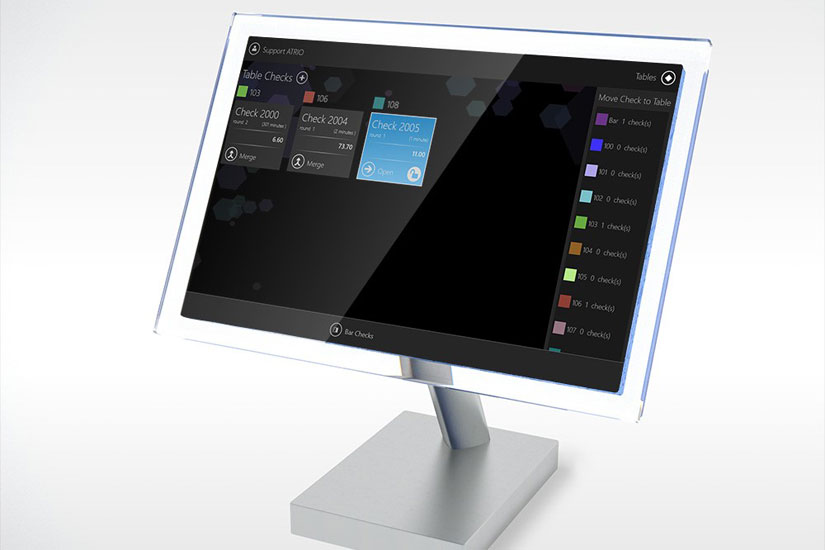 Support ATRIO
Tables
Table Checks
103
106
108
Check 2000
round: 2 (301 minutes)
6.60
Merge
Check 2004
round: 1 (2 minutes)
73.70
Merge
Check 2005
round: 1
11.00
Open
Move Check to Table
Bar 1 check(s)
100 0 check(s)
101 0 check(s)
102 0 check(s)
103 1 check(s)
104 0 check(s)
105 0 check(s)
106 1 check(s)
107 0 check(s)
Bar Checks